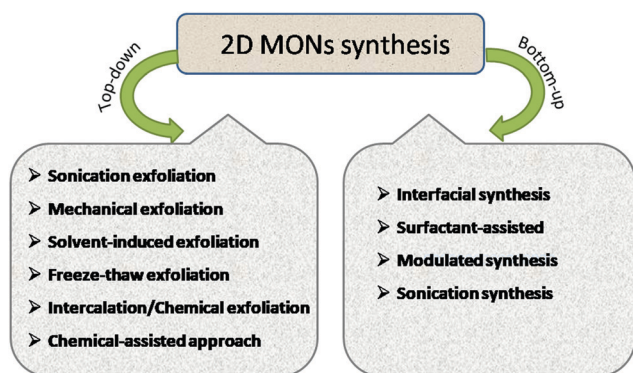 2D MONs synthesis
Top-down
Bottom-up
➢ Sonication exfoliation
➢ Mechanical exfoliation
➢ Solvent-induced exfoliation
➢ Freeze-thaw exfoliation
➢ Intercalation/Chemical exfoliation
➢ Chemical-assisted approach
➢ Interfacial synthesis
➢ Surfactant-assisted
➢ Modulated synthesis
➢ Sonication synthesis